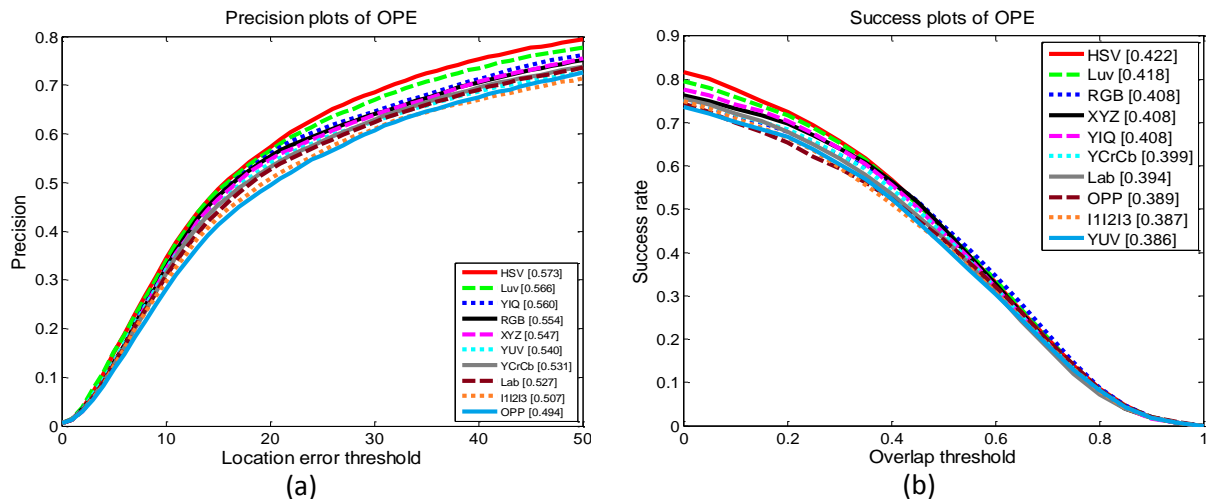 Precision plots of OPE
0.8
0.7
0.6
0.5
0.4
0.3
0.2
0.1
0
Precision
0 10 20 30 40 50
Location error threshold
HSV [0.573]
Luv [0.566]
YIQ [0.560]
RGB [0.554]
XYZ [0.547]
YUV [0.540]
YCrCb [0.531]
Lab [0.527]
I1I2I3 [0.507]
OPP [0.494]
(a)
Success plots of OPE
0.9
0.8
0.7
0.6
0.5
0.4
0.3
0.2
0.1
0
Success rate
0 0.2 0.4 0.6 0.8 1
Overlap threshold
HSV [0.422]
Luv [0.418]
RGB [0.408]
XYZ [0.408]
YIQ [0.408]
YCrCb [0.399]
Lab [0.394]
OPP [0.389]
I1I2I3 [0.387]
YUV [0.386]
(b)